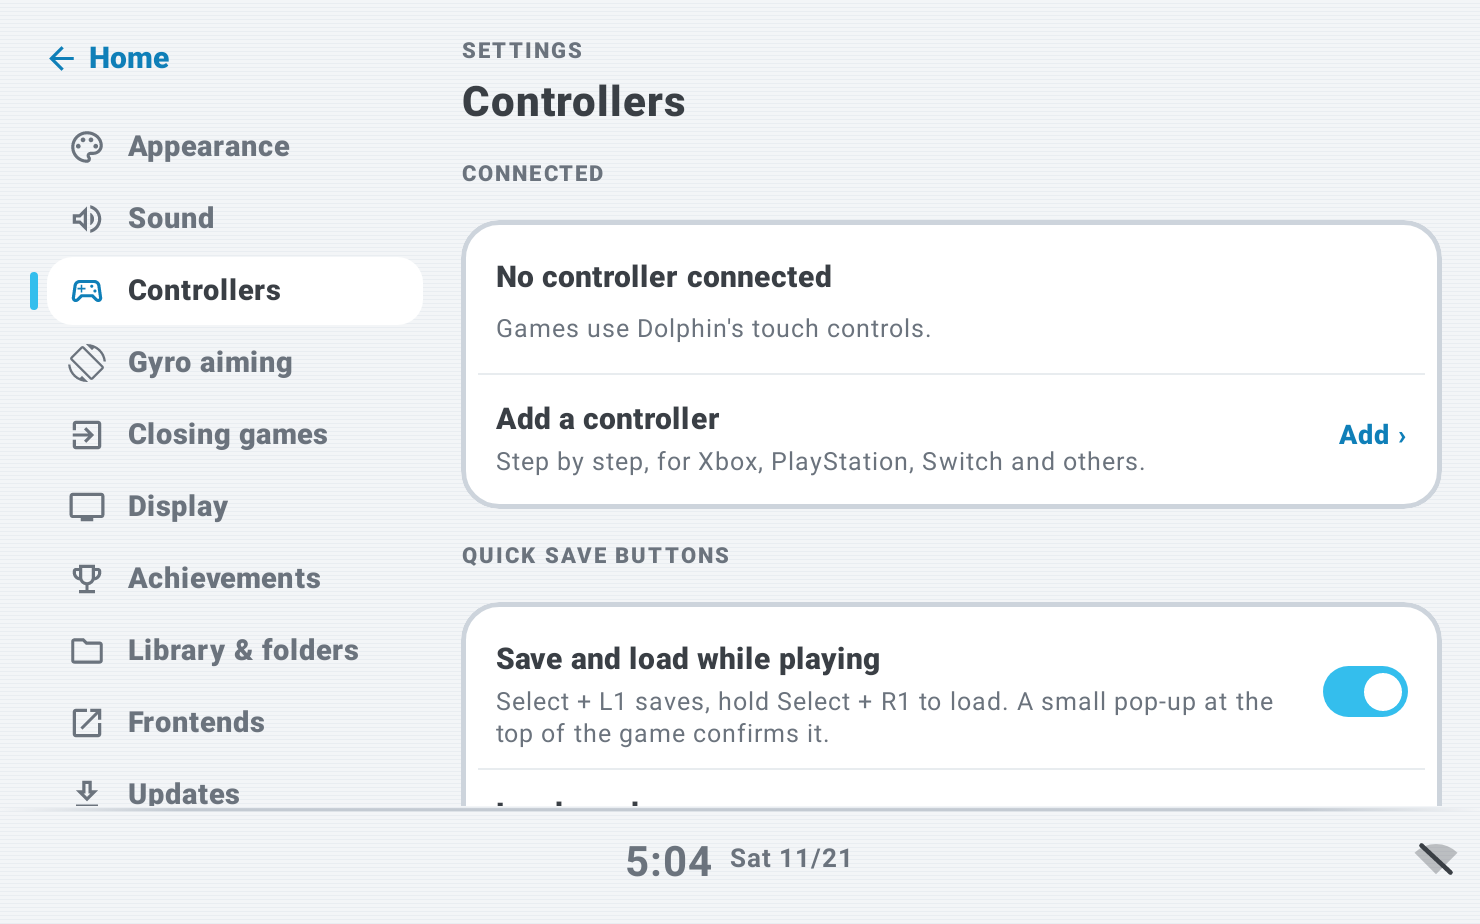 Home
Appearance
Sound
Controllers
Gyro aiming
Closing games
Display
Achievements
Library & folders
Frontends
Updates
SETTINGS
Controllers
CONNECTED
No controller connected
Games use Dolphin's touch controls.
Add a controller
Step by step, for Xbox, PlayStation, Switch and others.
Add ›
QUICK SAVE BUTTONS
Save and load while playing
Select + L1 saves, hold Select + R1 to load. A small pop-up at the
top of the game confirms it.
5:04 Sat 11/21